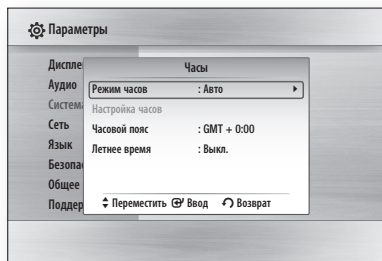 Параметры
Диспле
Часы
Аудио
Режим часов : Авто
Систем
Настройка часов
Сеть
Часовой пояс : GMT + 0:00
Язык
Летнее время : Выкл.
Безопа
Общее
Поддер
Переместить Ввод Возврат